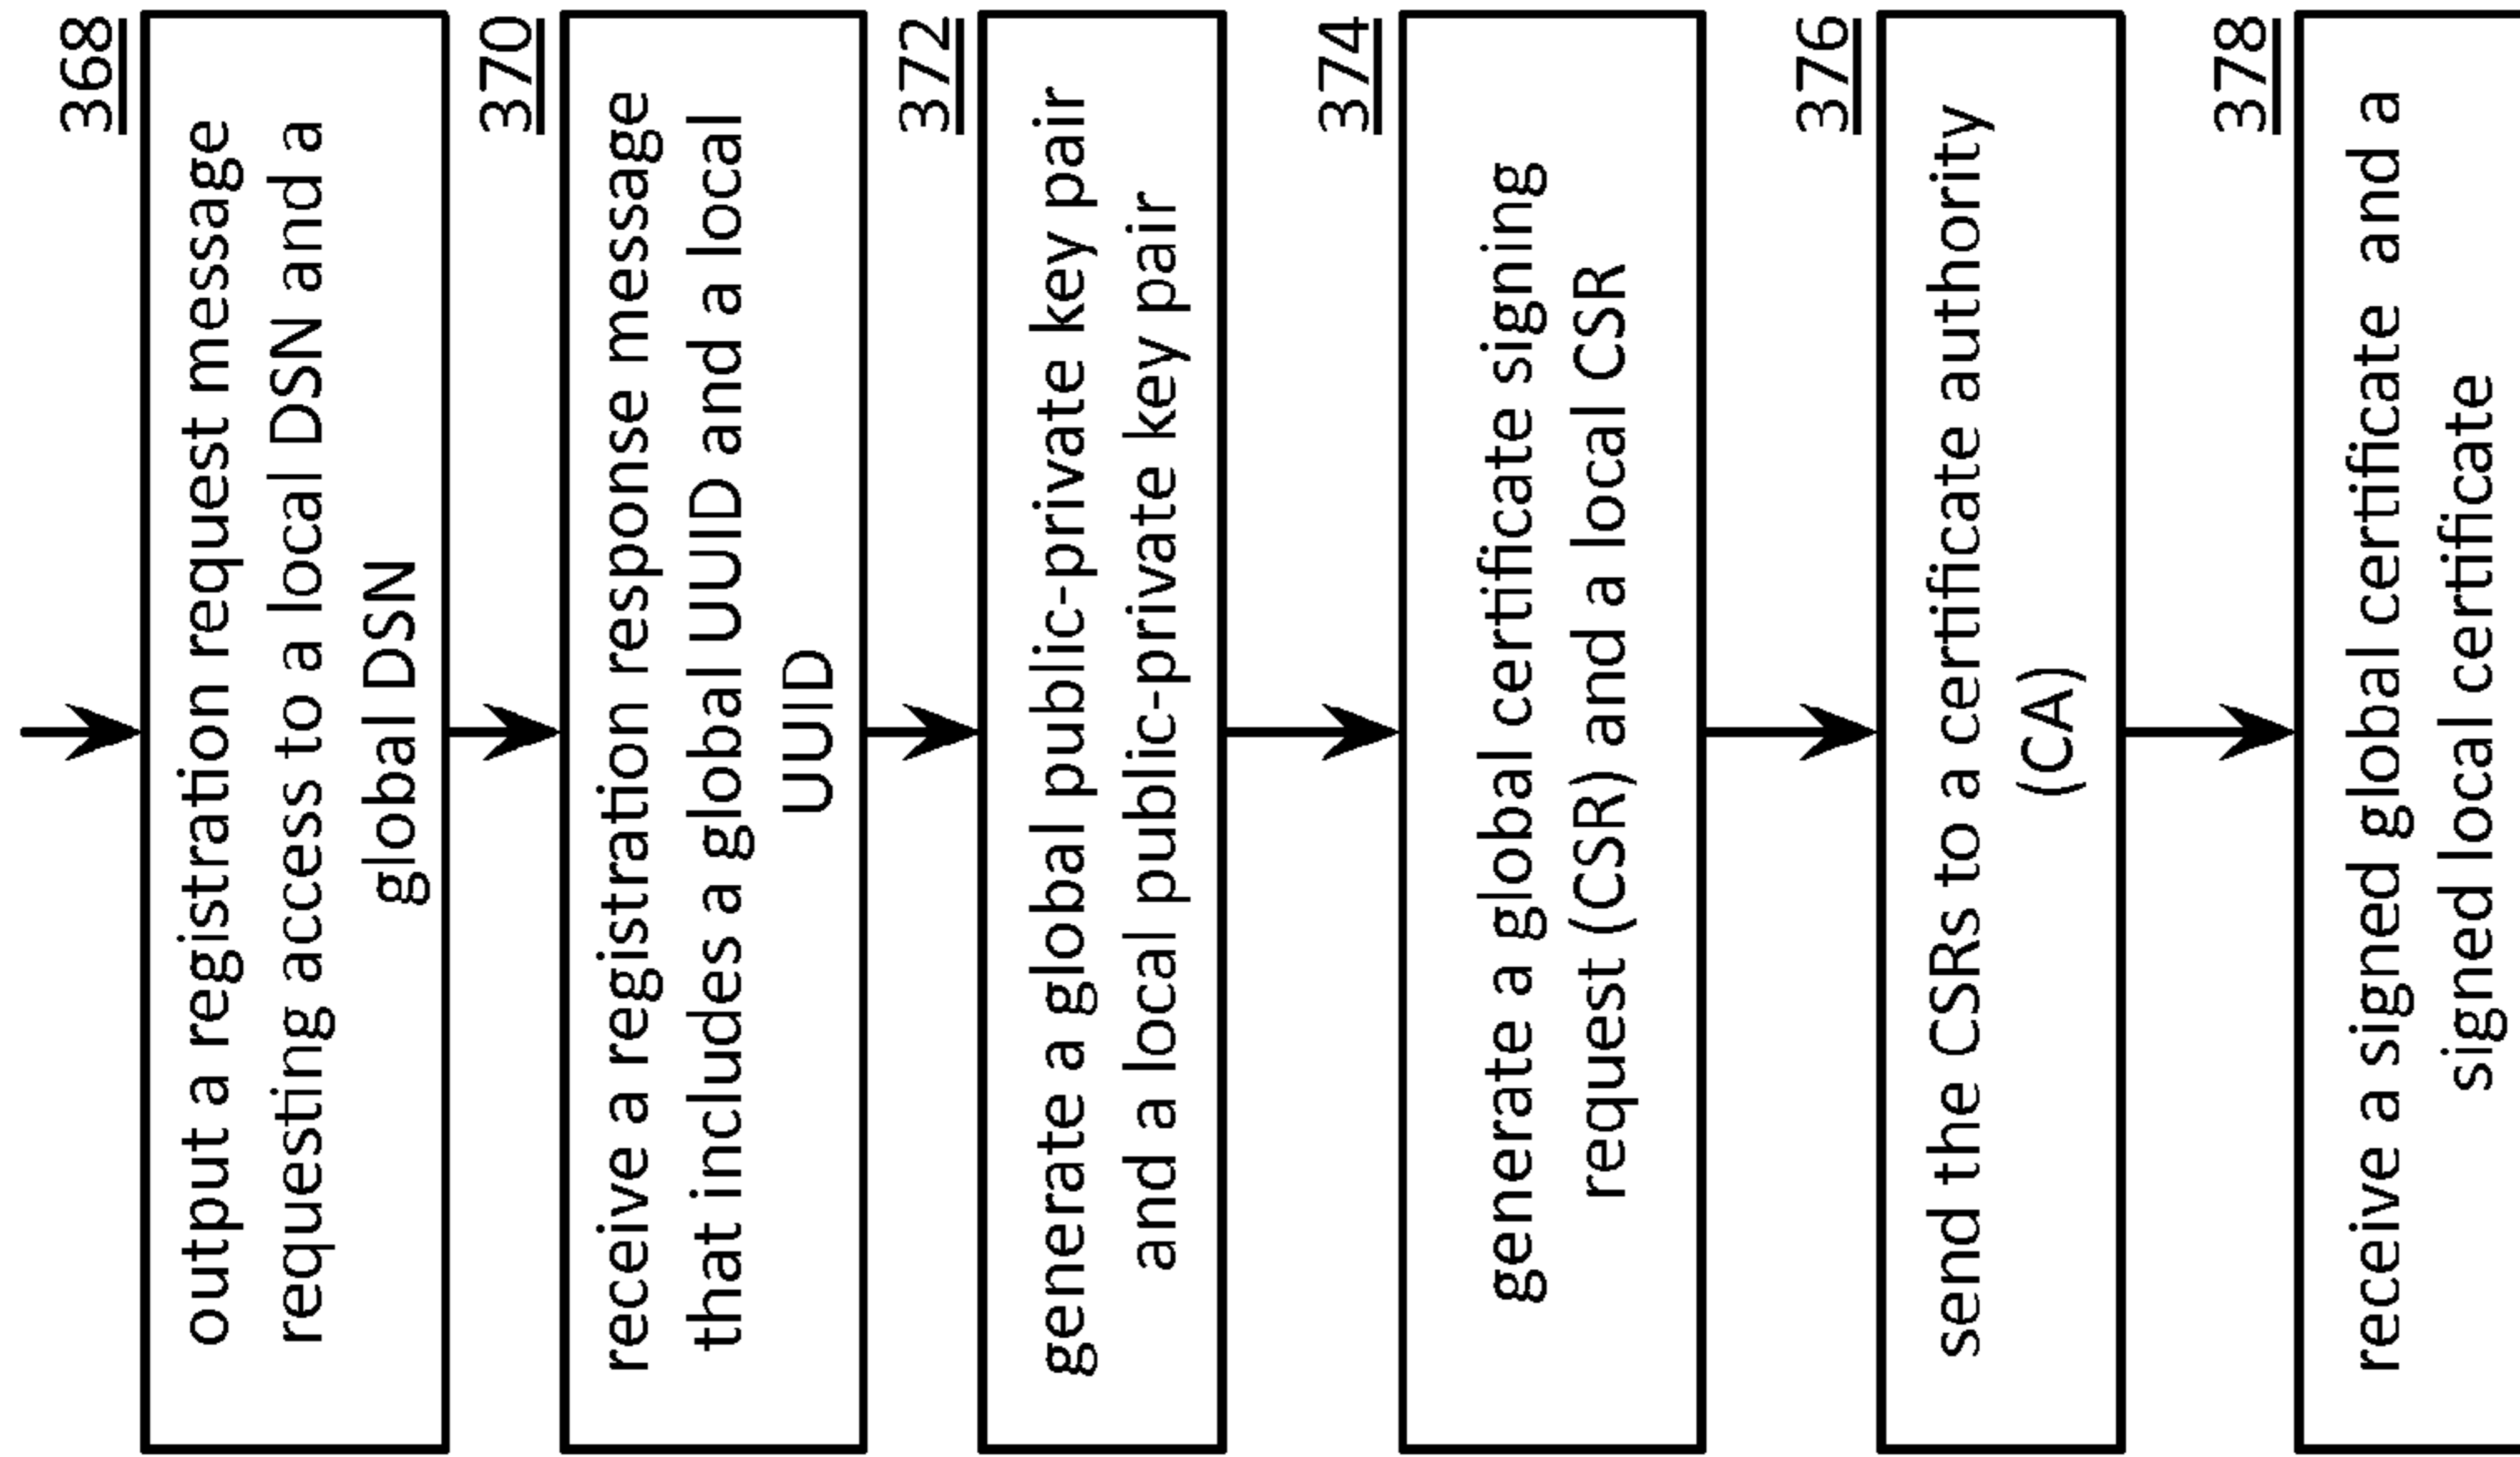 368
output a registration request message
requesting access to a local DSN and a
global DSN
370
receive a registration response message
that includes a global UUID and a local
UUID
372
generate a global public-private key pair
and a local public-private key pair
374
generate a global certificate signing
request (CSR) and a local CSR
376
send the CSRs to a certificate authority
(CA)
378
receive a signed global certificate and a
signed local certificate